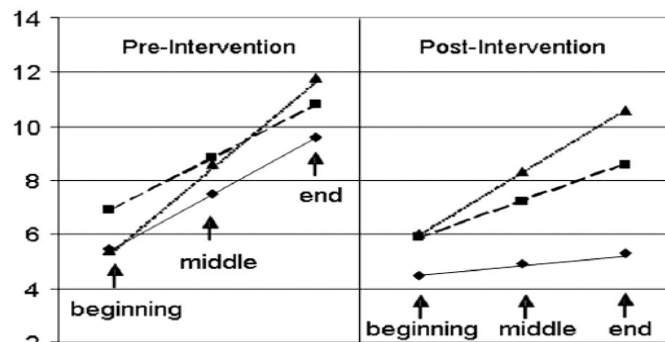 14
12
10
8
6
4
Pre-Intervention
end
middle
beginning
Post-Intervention
beginning middle end